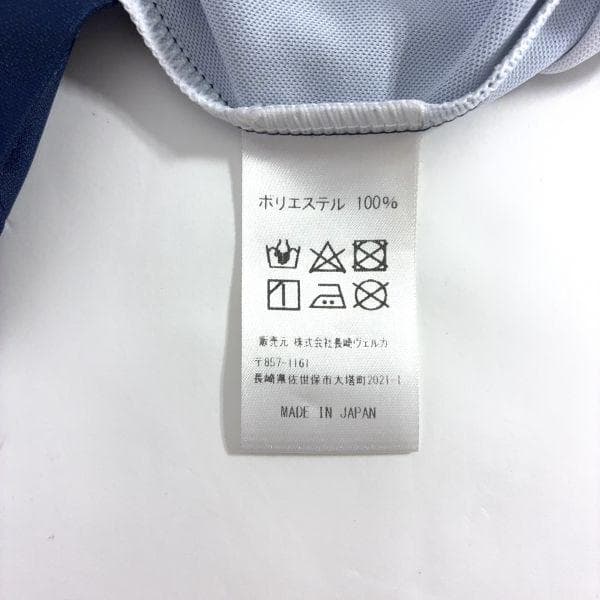 ポリエステル 100%
販売元 株式会社長崎ヴェルカ
〒857-1161
長崎県佐世保市大塔町2021-1
MADE IN JAPAN